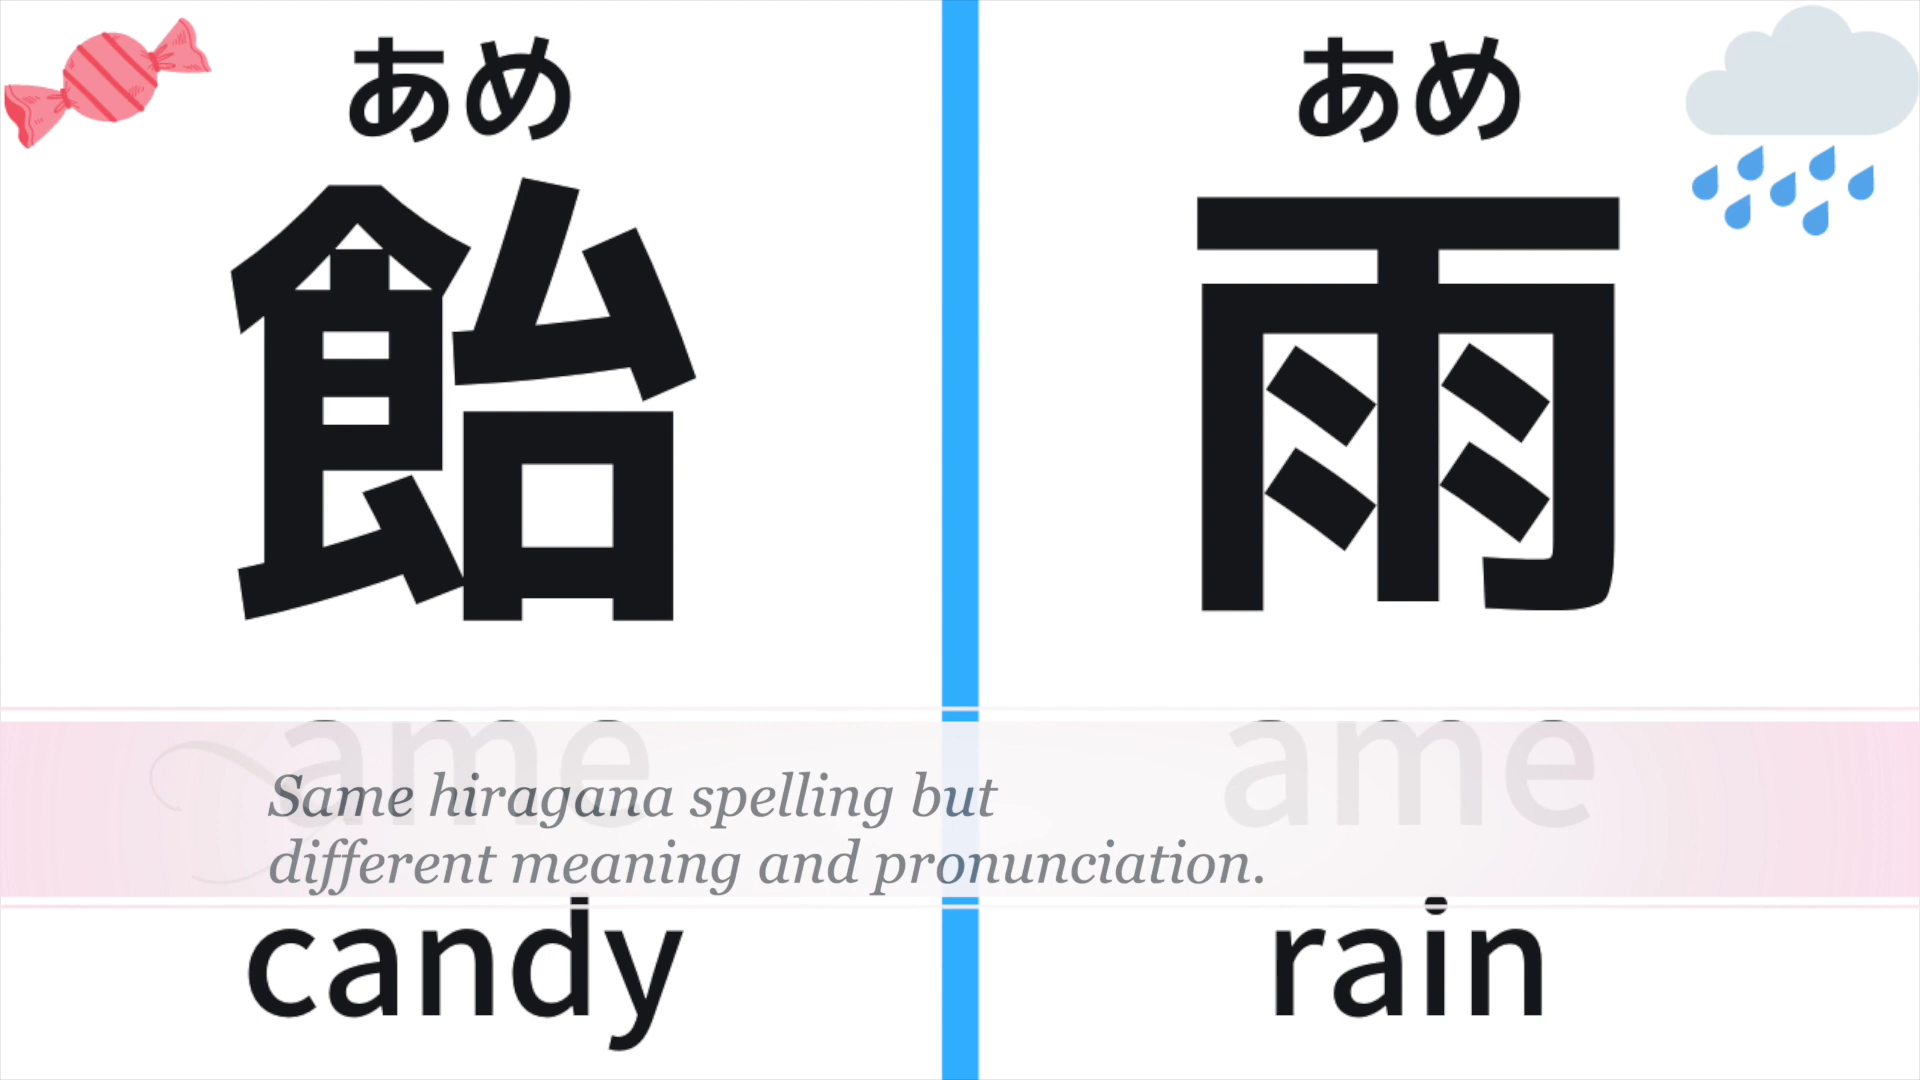 あめ
飴
ame
candy
あめ
雨
ame
rain
Same hiragana spelling but
different meaning and pronunciation.